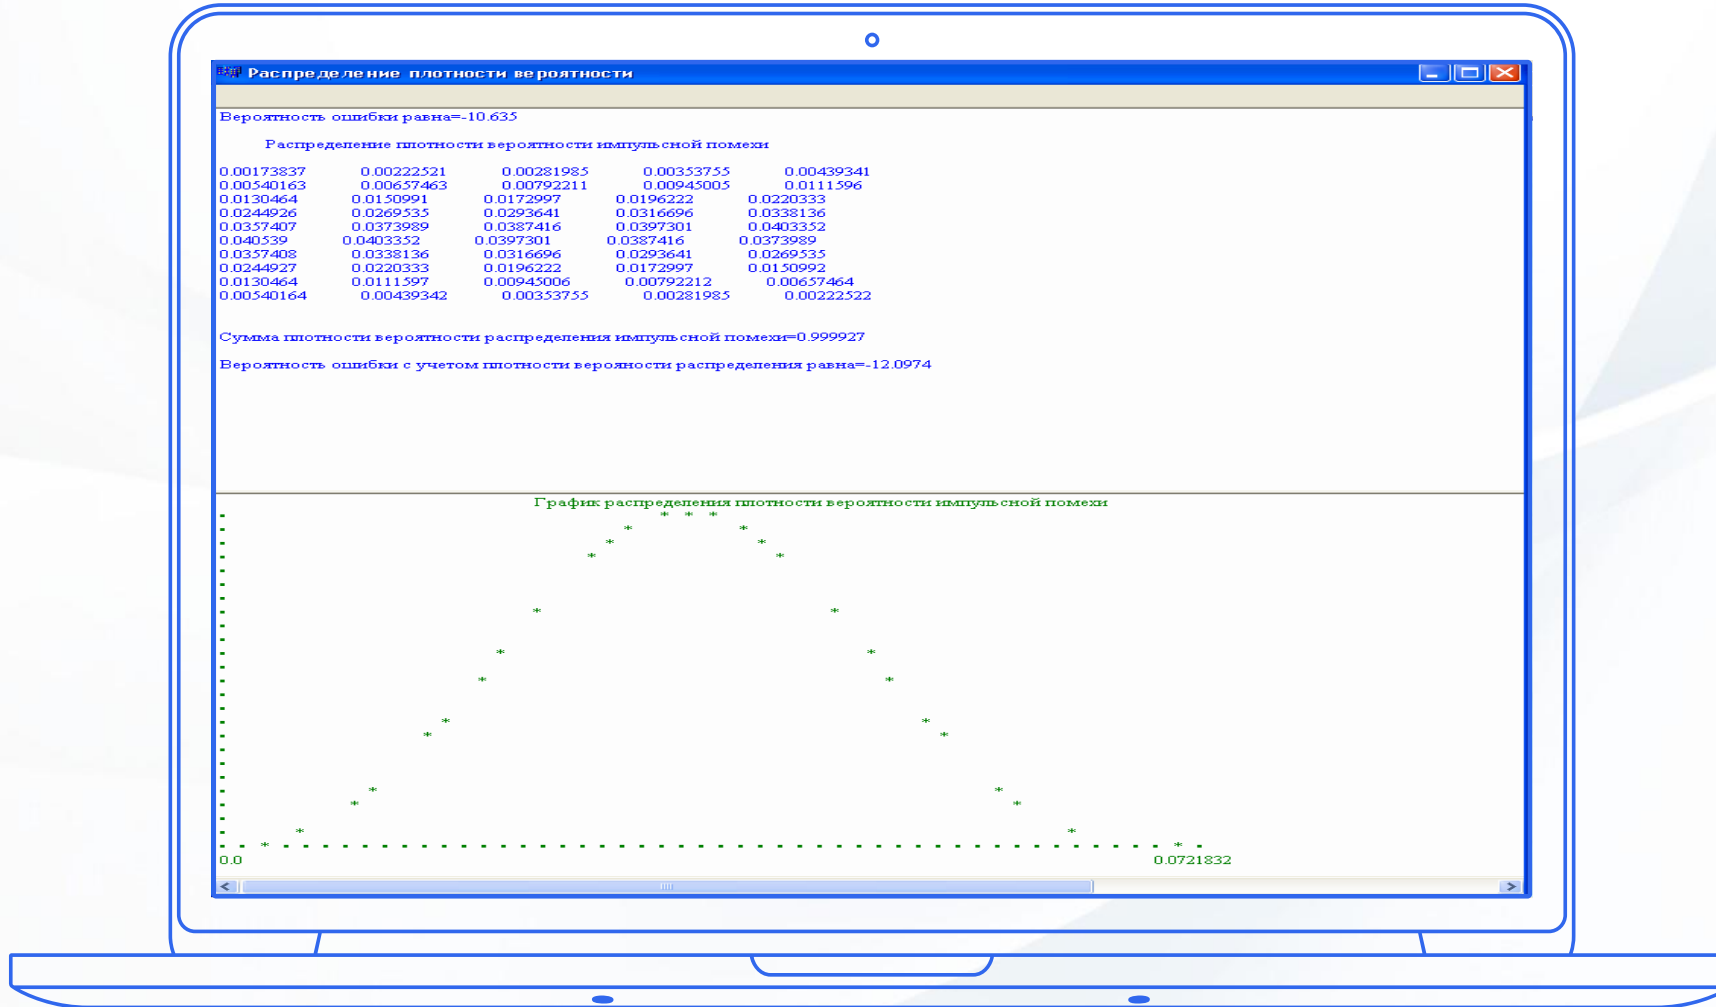 Распределение плотности вероятности
Вероятность ошибки равна=-10.635
Распределение плотности вероятности импульсной помехи
0.00173837 0.00222521 0.00281985 0.00353755 0.00439341
0.00540163 0.00657463 0.00792211 0.00945005 0.0111596
0.0130464 0.0150991 0.0172997 0.0196222 0.0220333
0.0244926 0.0269535 0.0293641 0.0316696 0.0338136
0.0357407 0.0373989 0.0387416 0.0397301 0.0403352
0.040539 0.0403352 0.0397301 0.0387416 0.0373989
0.0357408 0.0338136 0.0316696 0.0293641 0.0269535
0.0244927 0.0220333 0.0196222 0.0172997 0.0150992
0.0130464 0.0111597 0.00945006 0.00792212 0.00657464
0.00540164 0.00439342 0.00353755 0.00281985 0.00222522
Сумма плотности вероятности распределения импульсной помехи=0.999927
Вероятность ошибки с учетом плотности верояности распределения равна=-12.0974
График распределения плотности вероятности импульсной помехи
0.0 0.0721832